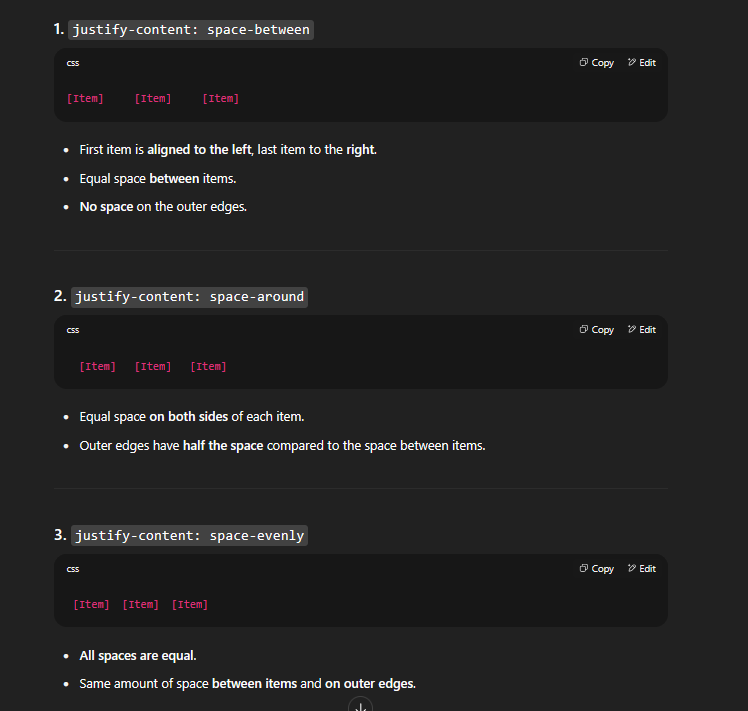 1. justify-content: space-between
css Copy Edit
[Item] [Item] [Item]
First item is aligned to the left, last item to the right.
Equal space between items.
No space on the outer edges.
2. justify-content: space-around
css Copy Edit
[Item] [Item] [Item]
Equal space on both sides of each item.
Outer edges have half the space compared to the space between items.
3. justify-content: space-evenly
css Copy Edit
[Item] [Item] [Item]
All spaces are equal.
Same amount of space between items and on outer edges.